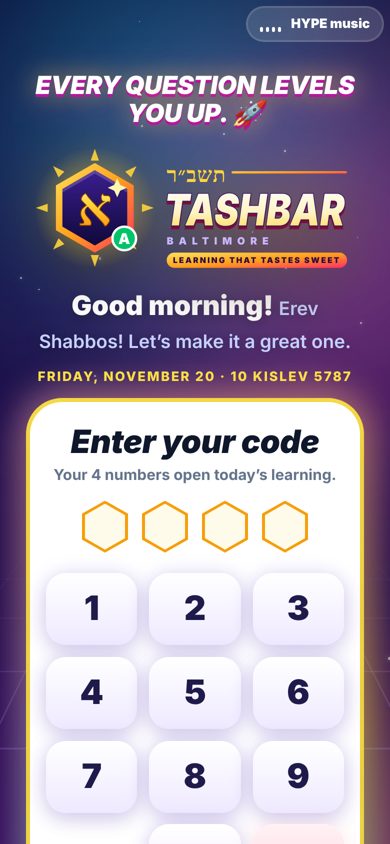 HYPE music
EVERY QUESTION LEVELS
YOU UP. 🚀
תשב״ר
א
TASHBAR
A
BALTIMORE
LEARNING THAT TASTES SWEET
Good morning! Erev
Shabbos! Let’s make it a great one.
FRIDAY, NOVEMBER 20 · 10 KISLEV 5787
Enter your code
Your 4 numbers open today’s learning.
1 2 3
4 5 6
7 8 9